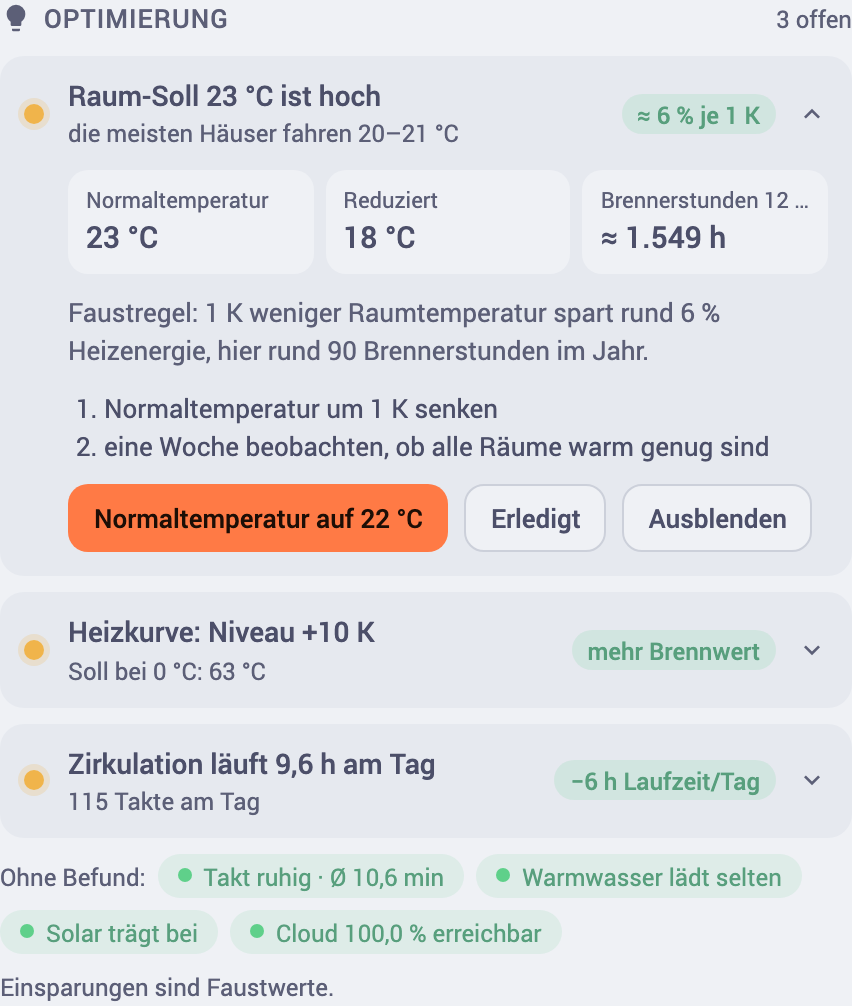 OPTIMIERUNG
3 offen
Raum-Soll 23 °C ist hoch
die meisten Häuser fahren 20–21 °C
≈ 6 % je 1 K
Normaltemperatur
23 °C
Reduziert
18 °C
Brennerstunden 12 ...
≈ 1.549 h
Faustregel: 1 K weniger Raumtemperatur spart rund 6 %
Heizenergie, hier rund 90 Brennerstunden im Jahr.
1. Normaltemperatur um 1 K senken
2. eine Woche beobachten, ob alle Räume warm genug sind
Normaltemperatur auf 22 °C
Erledigt
Ausblenden
Heizkurve: Niveau +10 K
Soll bei 0 °C: 63 °C
mehr Brennwert
Zirkulation läuft 9,6 h am Tag
115 Takte am Tag
−6 h Laufzeit/Tag
Ohne Befund:
Takt ruhig · Ø 10,6 min
Warmwasser lädt selten
Solar trägt bei
Cloud 100,0 % erreichbar
Einsparungen sind Faustwerte.